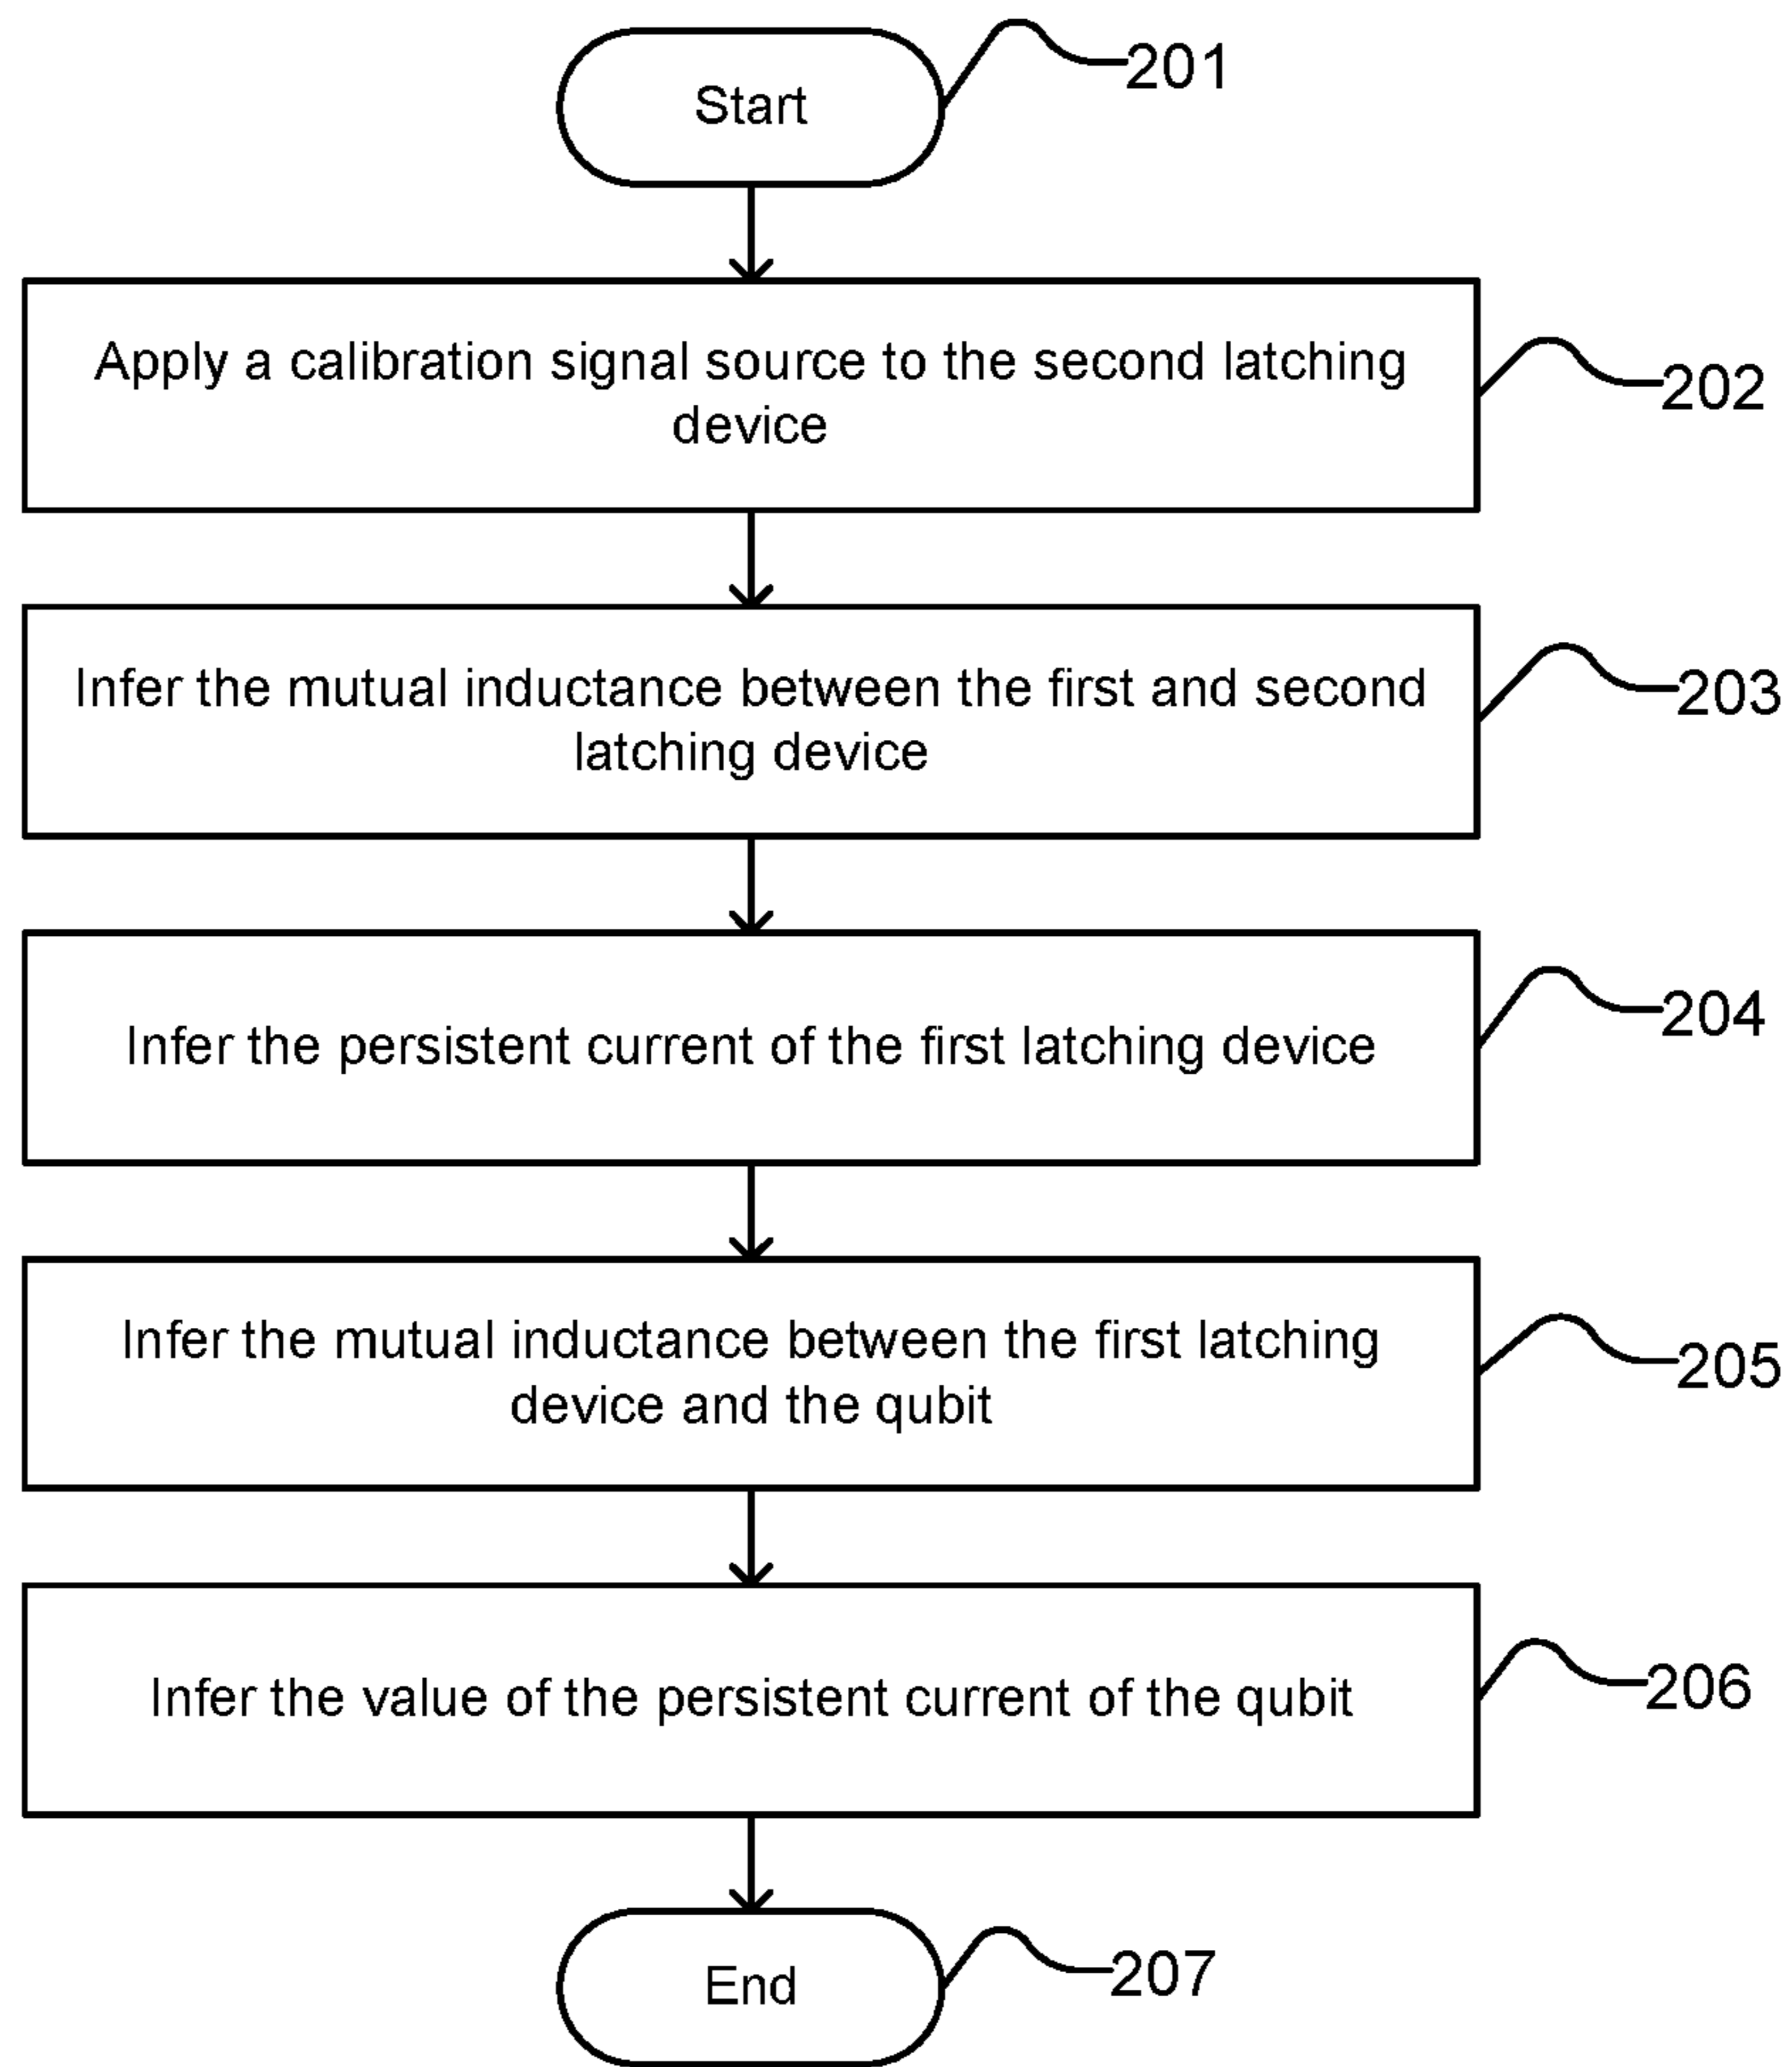 Start
201
Apply a calibration signal source to the second latching
device
202
Infer the mutual inductance between the first and second
latching device
203
Infer the persistent current of the first latching device
204
Infer the mutual inductance between the first latching
device and the qubit
205
Infer the value of the persistent current of the qubit
206
End
207